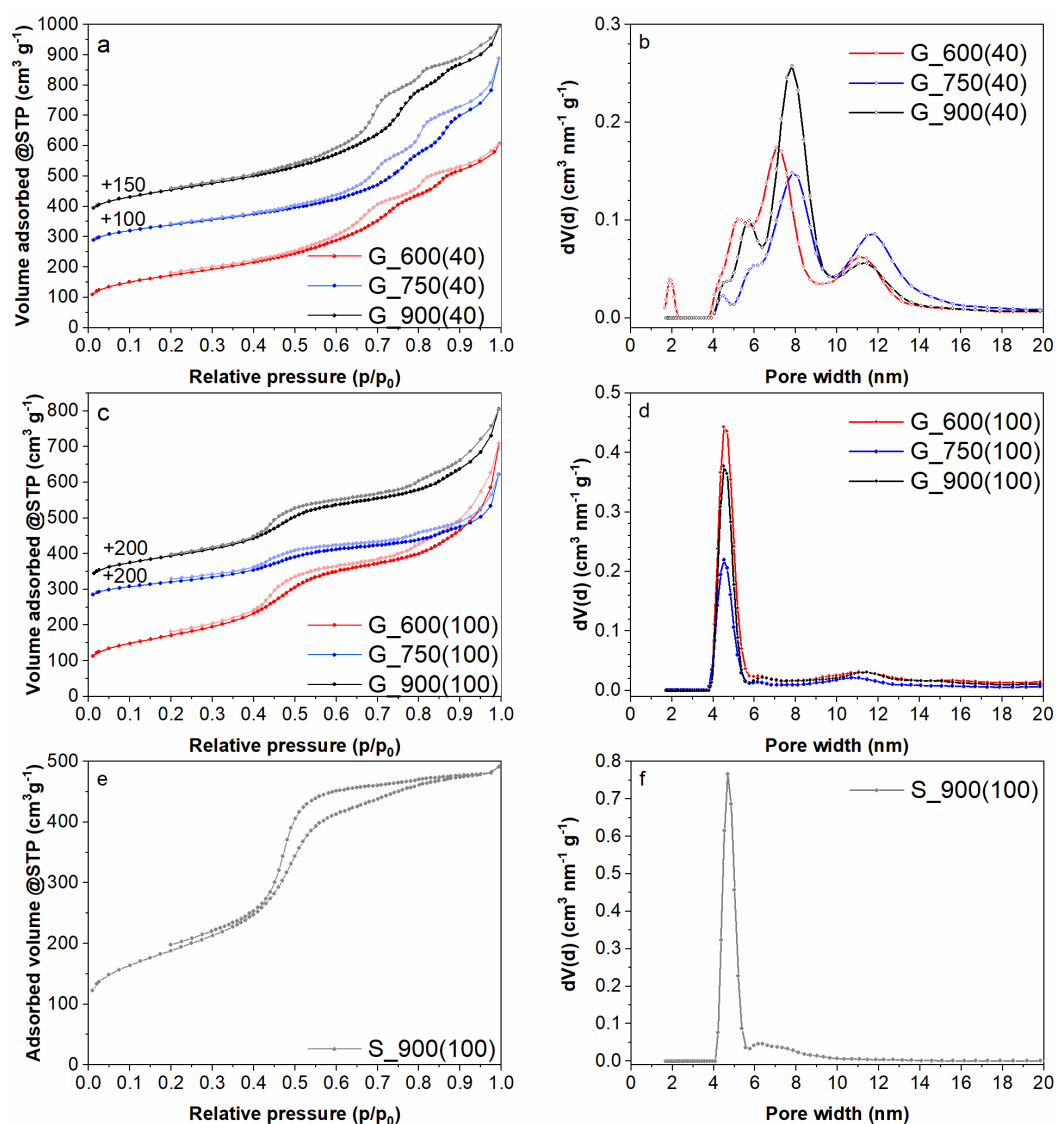 a
Volume adsorbed @STP (cm³ g⁻¹)
1000
900
800
700
600
500
400
300
200
100
0
+150
+100
G_600(40)
G_750(40)
G_900(40)
0.0 0.1 0.2 0.3 0.4 0.5 0.6 0.7 0.8 0.9 1.0
Relative pressure (p/p₀)
b
dV(d) (cm³ nm⁻¹ g⁻¹)
0.3
0.2
0.1
0.0
G_600(40)
G_750(40)
G_900(40)
2 4 6 8 10 12 14 16 18 20
Pore width (nm)
c
Volume adsorbed @STP (cm³ g⁻¹)
800
700
600
500
400
300
200
100
0
+200
+200
G_600(100)
G_750(100)
G_900(100)
0.0 0.1 0.2 0.3 0.4 0.5 0.6 0.7 0.8 0.9 1.0
Relative pressure (p/p₀)
d
dV(d) (cm³ nm⁻¹ g⁻¹)
0.5
0.4
0.3
0.2
0.1
0.0
G_600(100)
G_750(100)
G_900(100)
0 2 4 6 8 10 12 14 16 18 20
Pore width (nm)
e
Adsorbed volume @STP (cm³g⁻¹)
500
400
300
200
100
0
S_900(100)
0.0 0.1 0.2 0.3 0.4 0.5 0.6 0.7 0.8 0.9 1.0
Relative pressure (p/p₀)
f
dV(d) (cm³ nm⁻¹ g⁻¹)
0.8
0.7
0.6
0.5
0.4
0.3
0.2
0.1
0.0
S_900(100)
0 2 4 6 8 10 12 14 16 18 20
Pore width (nm)